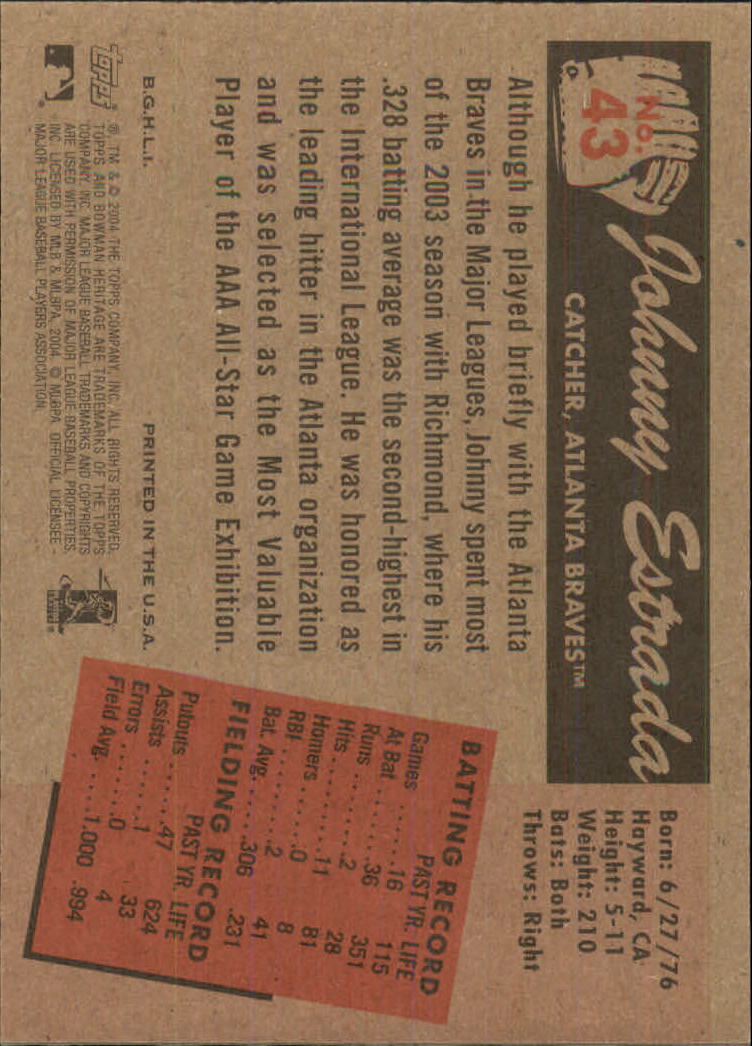 No.
43
Johnny Estrada
CATCHER, ATLANTA BRAVES™
Born: 6/27/76
Hayward, CA
Height: 5-11
Weight: 210
Bats: Both
Throws: Right
Although he played briefly with the Atlanta
Braves in the Major Leagues, Johnny spent most
of the 2003 season with Richmond, where his
.328 batting average was the second-highest in
the International League. He was honored as
the leading hitter in the Atlanta organization
and was selected as the Most Valuable
Player of the AAA All-Star Game Exhibition.
BATTING RECORD
PAST YR. LIFE
Games ......16 115
At Bat ......36 351
Runs ........2 28
Hits ........11 81
Homers ......0 8
RBI ........2 41
Bat. Avg. ....306 .231
FIELDING RECORD
PAST YR. LIFE
Putouts ......47 624
Assists ......1 33
Errors ......0 4
Field Avg. ....1.000 .994
B.G.H.L.I. PRINTED IN THE U.S.A.
topps®
® TM & © 2004 THE TOPPS COMPANY, INC. ALL RIGHTS RESERVED.
TOPPS AND BOWMAN HERITAGE ARE TRADEMARKS OF THE TOPPS
COMPANY, INC. MAJOR LEAGUE BASEBALL TRADEMARKS AND COPYRIGHTS
ARE USED WITH PERMISSION OF MAJOR LEAGUE BASEBALL PROPERTIES,
INC. LICENSED BY MLB & MLBPA, 2004. © MLBPA. OFFICIAL LICENSEE -
MAJOR LEAGUE BASEBALL PLAYERS ASSOCIATION.